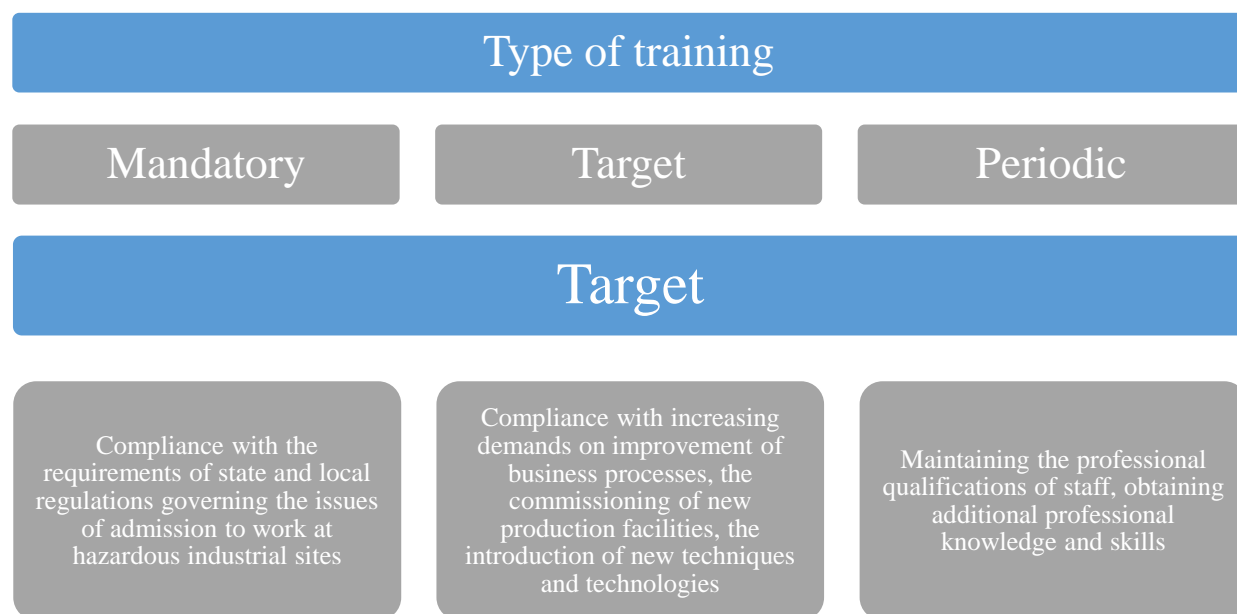 Type of training
Mandatory
Target
Periodic
Target
Compliance with the
requirements of state and local
regulations governing the issues
of admission to work at
hazardous industrial sites
Compliance with increasing
demands on improvement of
business processes, the
commissioning of new
production facilities, the
introduction of new techniques
and technologies
Maintaining the professional
qualifications of staff, obtaining
additional professional
knowledge and skills